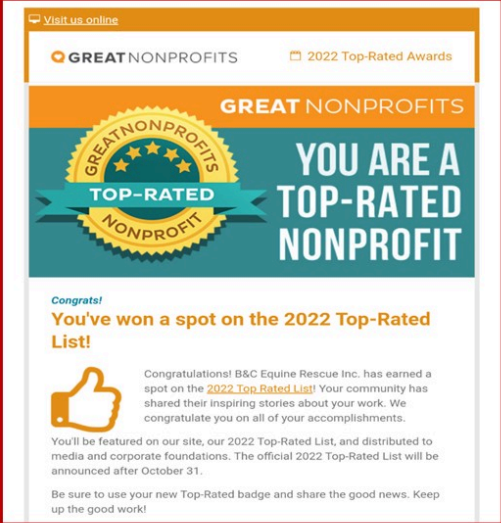 Visit us online
GREATNONPROFITS
2022 Top-Rated Awards
GREAT NONPROFITS
GREATNONPROFITS
TOP-RATED
NONPROFIT
YOU ARE A
TOP-RATED
NONPROFIT
Congrats!
You've won a spot on the 2022 Top-Rated
List!
Congratulations! B&C Equine Rescue Inc. has earned a
spot on the 2022 Top Rated List! Your community has
shared their inspiring stories about your work. We
congratulate you on all of your accomplishments.
You'll be featured on our site, our 2022 Top-Rated List, and distributed to
media and corporate foundations. The official 2022 Top-Rated List will be
announced after October 31.
Be sure to use your new Top-Rated badge and share the good news. Keep
up the good work!